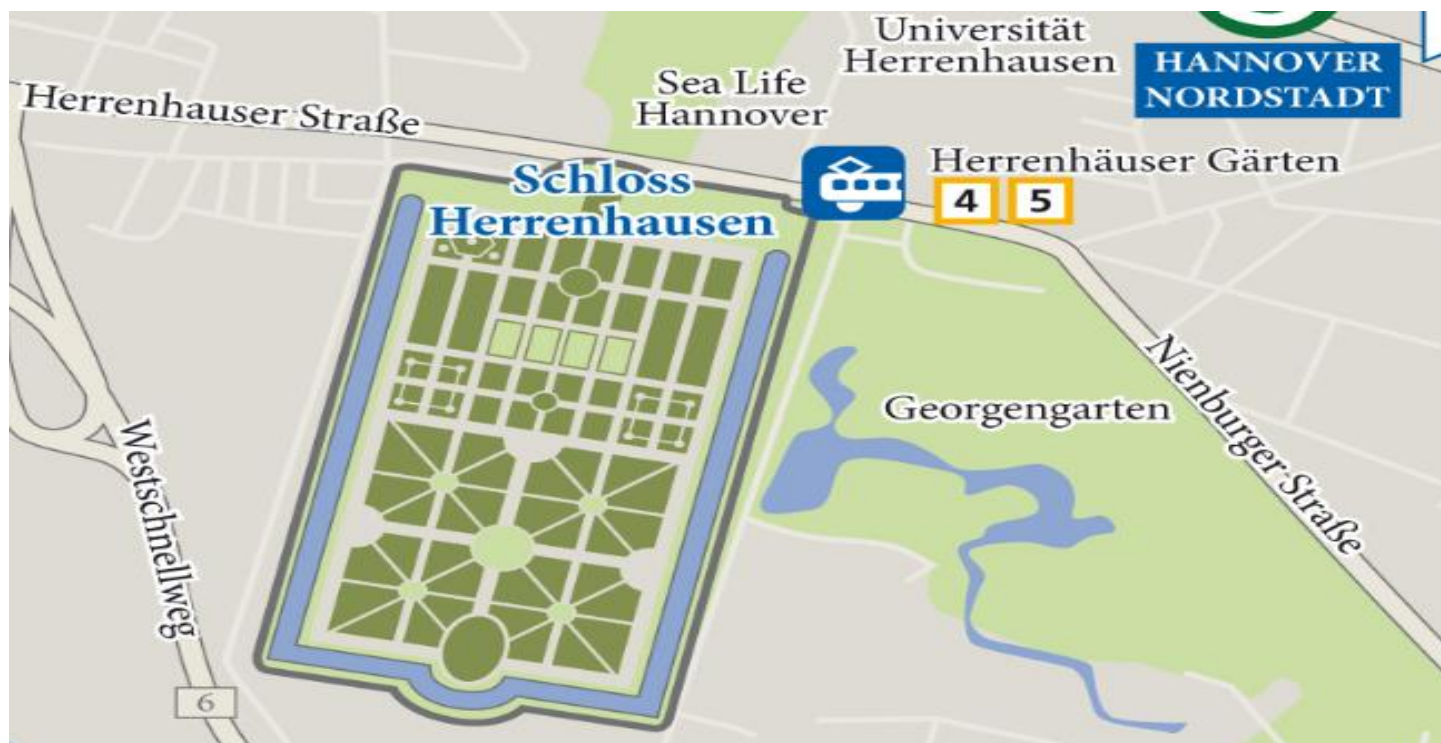 Universität
Herrenhausen
HANNOVER
NORDSTADT
Sea Life
Hannover
Herrenhauser Straße
Herrenhäuser Gärten
4 5
Schloss
Herrenhausen
Nienburger Straße
Georgengarten
Westschnellweg
6